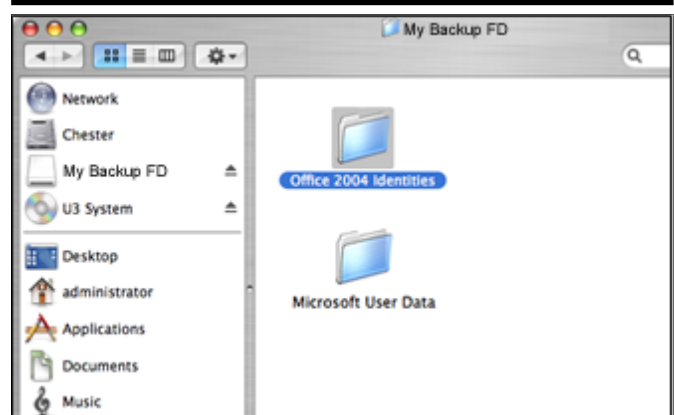 My Backup FD
Network
Chester
My Backup FD
U3 System
Desktop
administrator
Applications
Documents
Music
Office 2004 Identities
Microsoft User Data